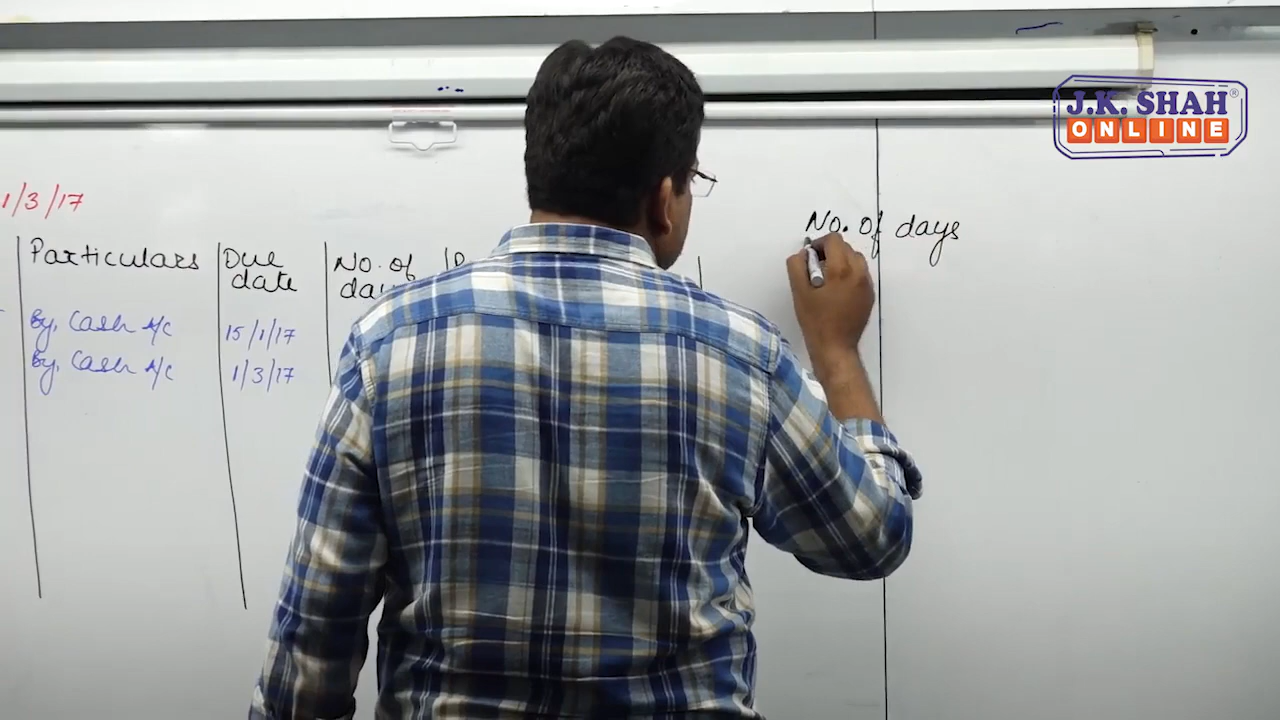 J.K. SHAH®
ONLINE
1/3/17
No. of days
Particulars
Due
date
No. of
By, Cash A/c
15/1/17
By, Cash A/c
1/3/17